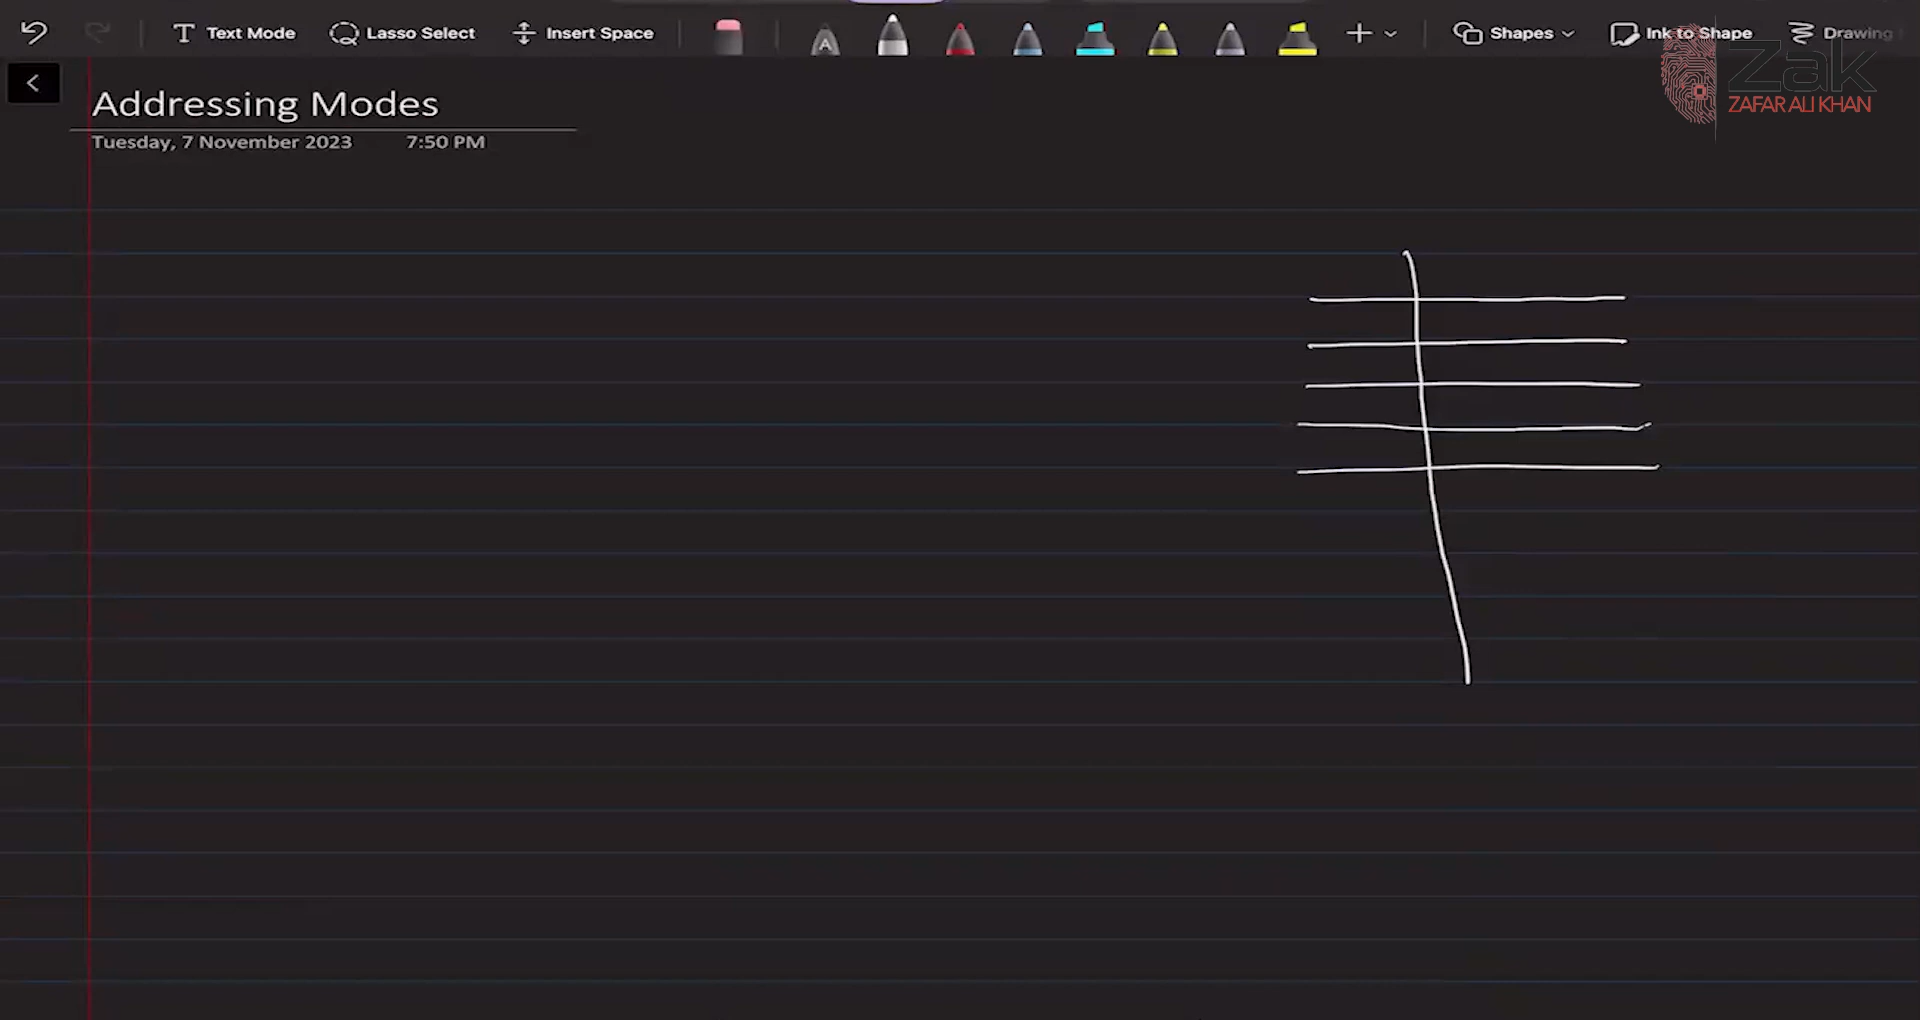 Text Mode Lasso Select Insert Space A Shapes Ink to Shape Drawing
Zak
ZAFAR ALI KHAN
Addressing Modes
Tuesday, 7 November 2023 7:50 PM